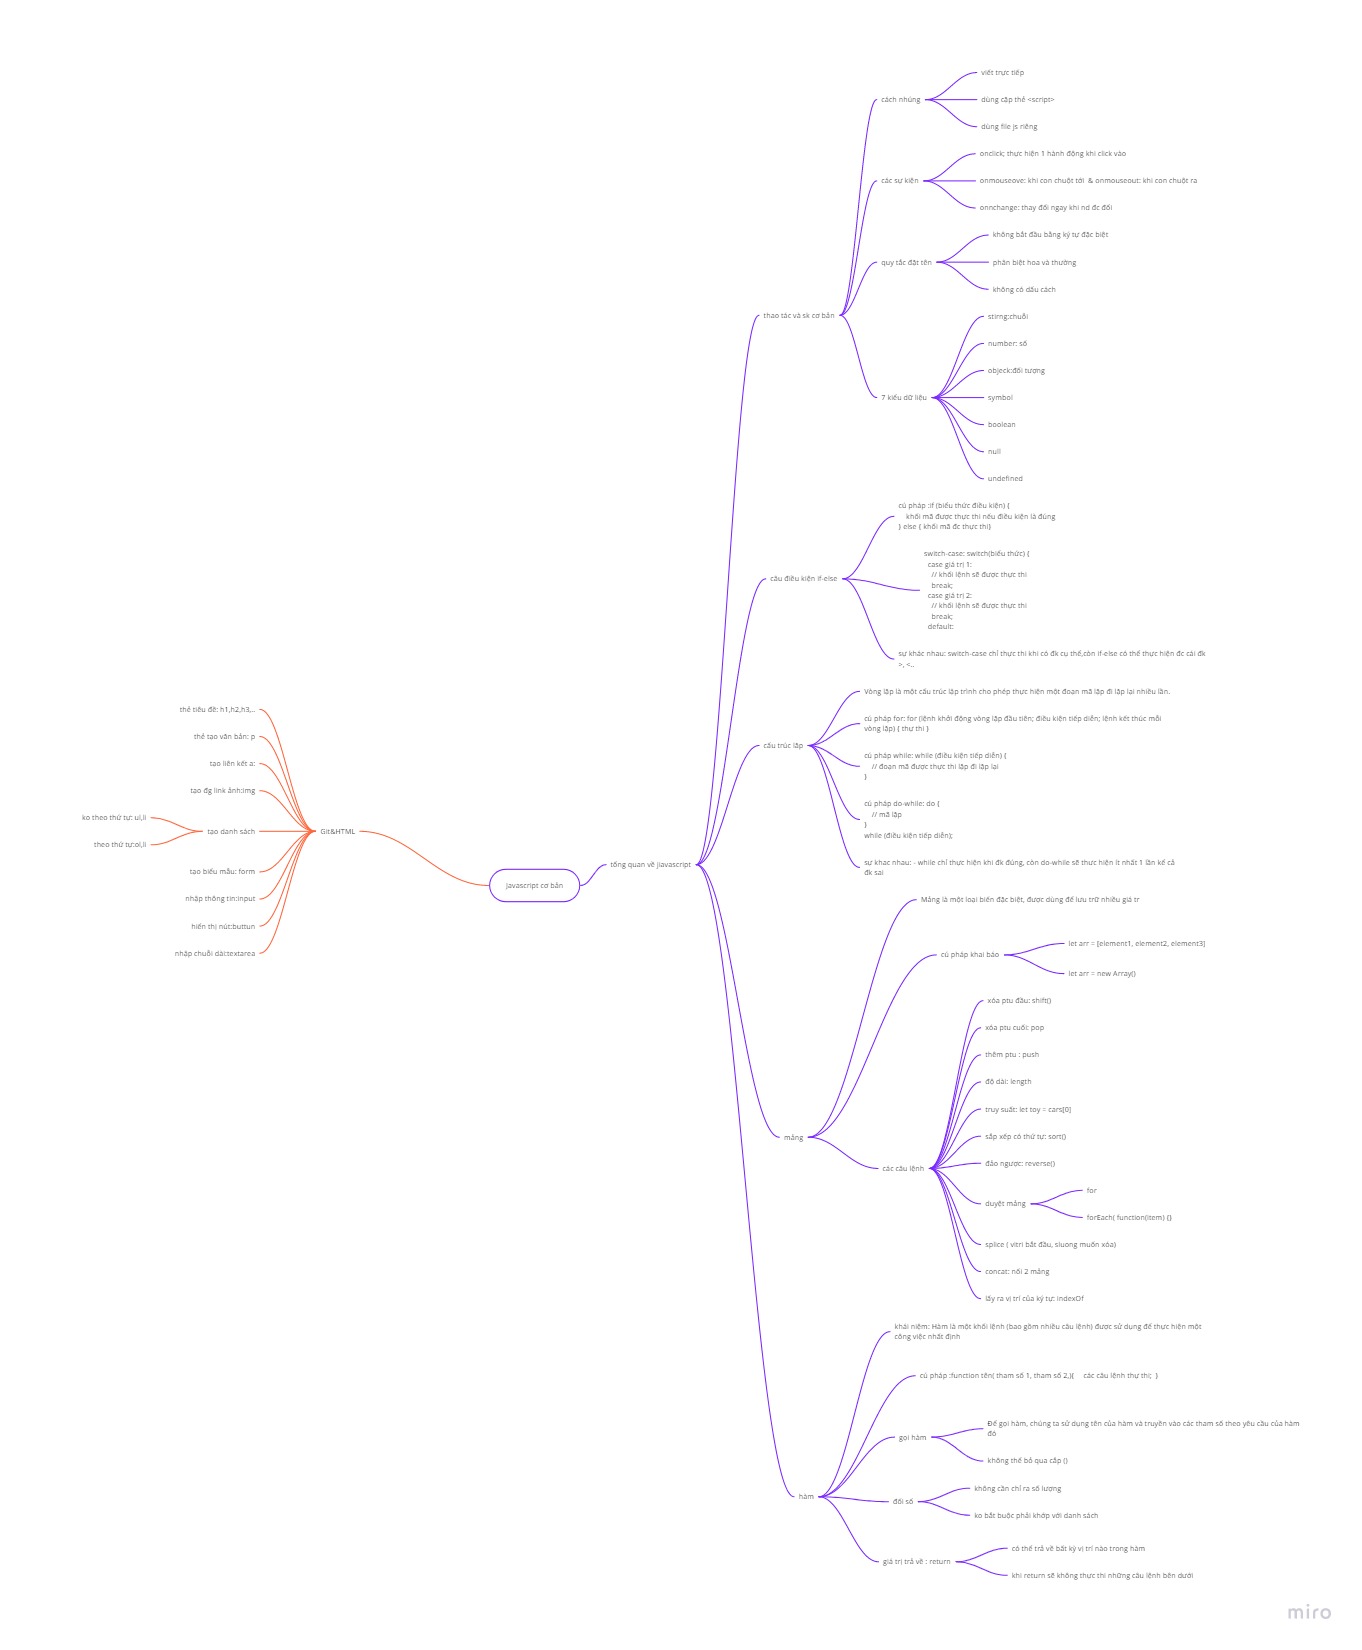 viết trực tiếp
cách nhúng
dùng cặp thẻ <script>
dùng file js riêng
onclick; thực hiện 1 hành động khi click vào
các sự kiện
onmouseove: khi con chuột tới & onmouseout: khi con chuột ra
onnchange: thay đổi ngay khi nd đc đổi
không bắt đầu bằng ký tự đặc biệt
quy tắc đặt tên
phân biệt hoa và thường
không có dấu cách
thao tác và sk cơ bản
stirng:chuỗi
number: số
objeck:đối tượng
7 kiểu dữ liệu
symbol
boolean
null
undefined
cú pháp :if (biểu thức điều kiện) {
khối mã được thực thi nếu điều kiện là đúng
} else { khối mã đc thực thi}
câu điều kiện if-else
switch-case: switch(biểu thức) {
case giá trị 1:
// khối lệnh sẽ được thực thi
break;
case giá trị 2:
// khối lệnh sẽ được thực thi
break;
default:
sự khác nhau: switch-case chỉ thực thi khi có đk cụ thể,còn if-else có thể thực hiện đc cái đk
>, <..
Vòng lặp là một cấu trúc lập trình cho phép thực hiện một đoạn mã lặp đi lặp lại nhiều lần.
cú pháp for: for (lệnh khởi động vòng lặp đầu tiên; điều kiện tiếp diễn; lệnh kết thúc mỗi
vòng lặp) { thự thi }
cấu trúc lặp
cú pháp while: while (điều kiện tiếp diễn) {
// đoạn mã được thực thi lặp đi lặp lại
}
cú pháp do-while: do {
// mã lặp
}
while (điều kiện tiếp diễn);
sự khac nhau: - while chỉ thực hiện khi đk đúng, còn do-while sẽ thực hiện ít nhất 1 lần kể cả
đk sai
thẻ tiêu đề: h1,h2,h3,..
thẻ tạo văn bản: p
tạo liên kết a:
tạo đg link ảnh:img
ko theo thứ tự: ul,li
tạo danh sách
theo thứ tự:ol,li
Git&HTML
tạo biểu mẫu: form
nhập thông tin:input
hiển thị nút:buttun
nhập chuỗi dài:textarea
Javascript cơ bản
tổng quan về Jiavascript
Mảng là một loại biến đặc biệt, được dùng để lưu trữ nhiều giá tr
cú pháp khai báo
let arr = [element1, element2, element3]
let arr = new Array()
mảng
xóa ptu đầu: shift()
xóa ptu cuối: pop
thêm ptu : push
độ dài: length
truy suất: let toy = cars[0]
sắp xếp có thứ tự: sort()
đảo ngược: reverse()
các câu lệnh
duyệt mảng
for
forEach( function(item) {}
splice ( vitri bắt đầu, sluong muốn xóa)
concat: nối 2 mảng
lấy ra vị trí của ký tự: indexOf
khái niệm: Hàm là một khối lệnh (bao gồm nhiều câu lệnh) được sử dụng để thực hiện một
công việc nhất định
cú pháp :function tên( tham số 1, tham số 2,){ các câu lệnh thự thi; }
gọi hàm
Để gọi hàm, chúng ta sử dụng tên của hàm và truyền vào các tham số theo yêu cầu của hàm
đó
không thể bỏ qua cặp ()
hàm
đối số
không cần chỉ ra số lượng
ko bắt buộc phải khớp với danh sách
giá trị trả về : return
có thể trả về bất kỳ vị trí nào trong hàm
khi return sẽ không thực thi những câu lệnh bên dưới
miro